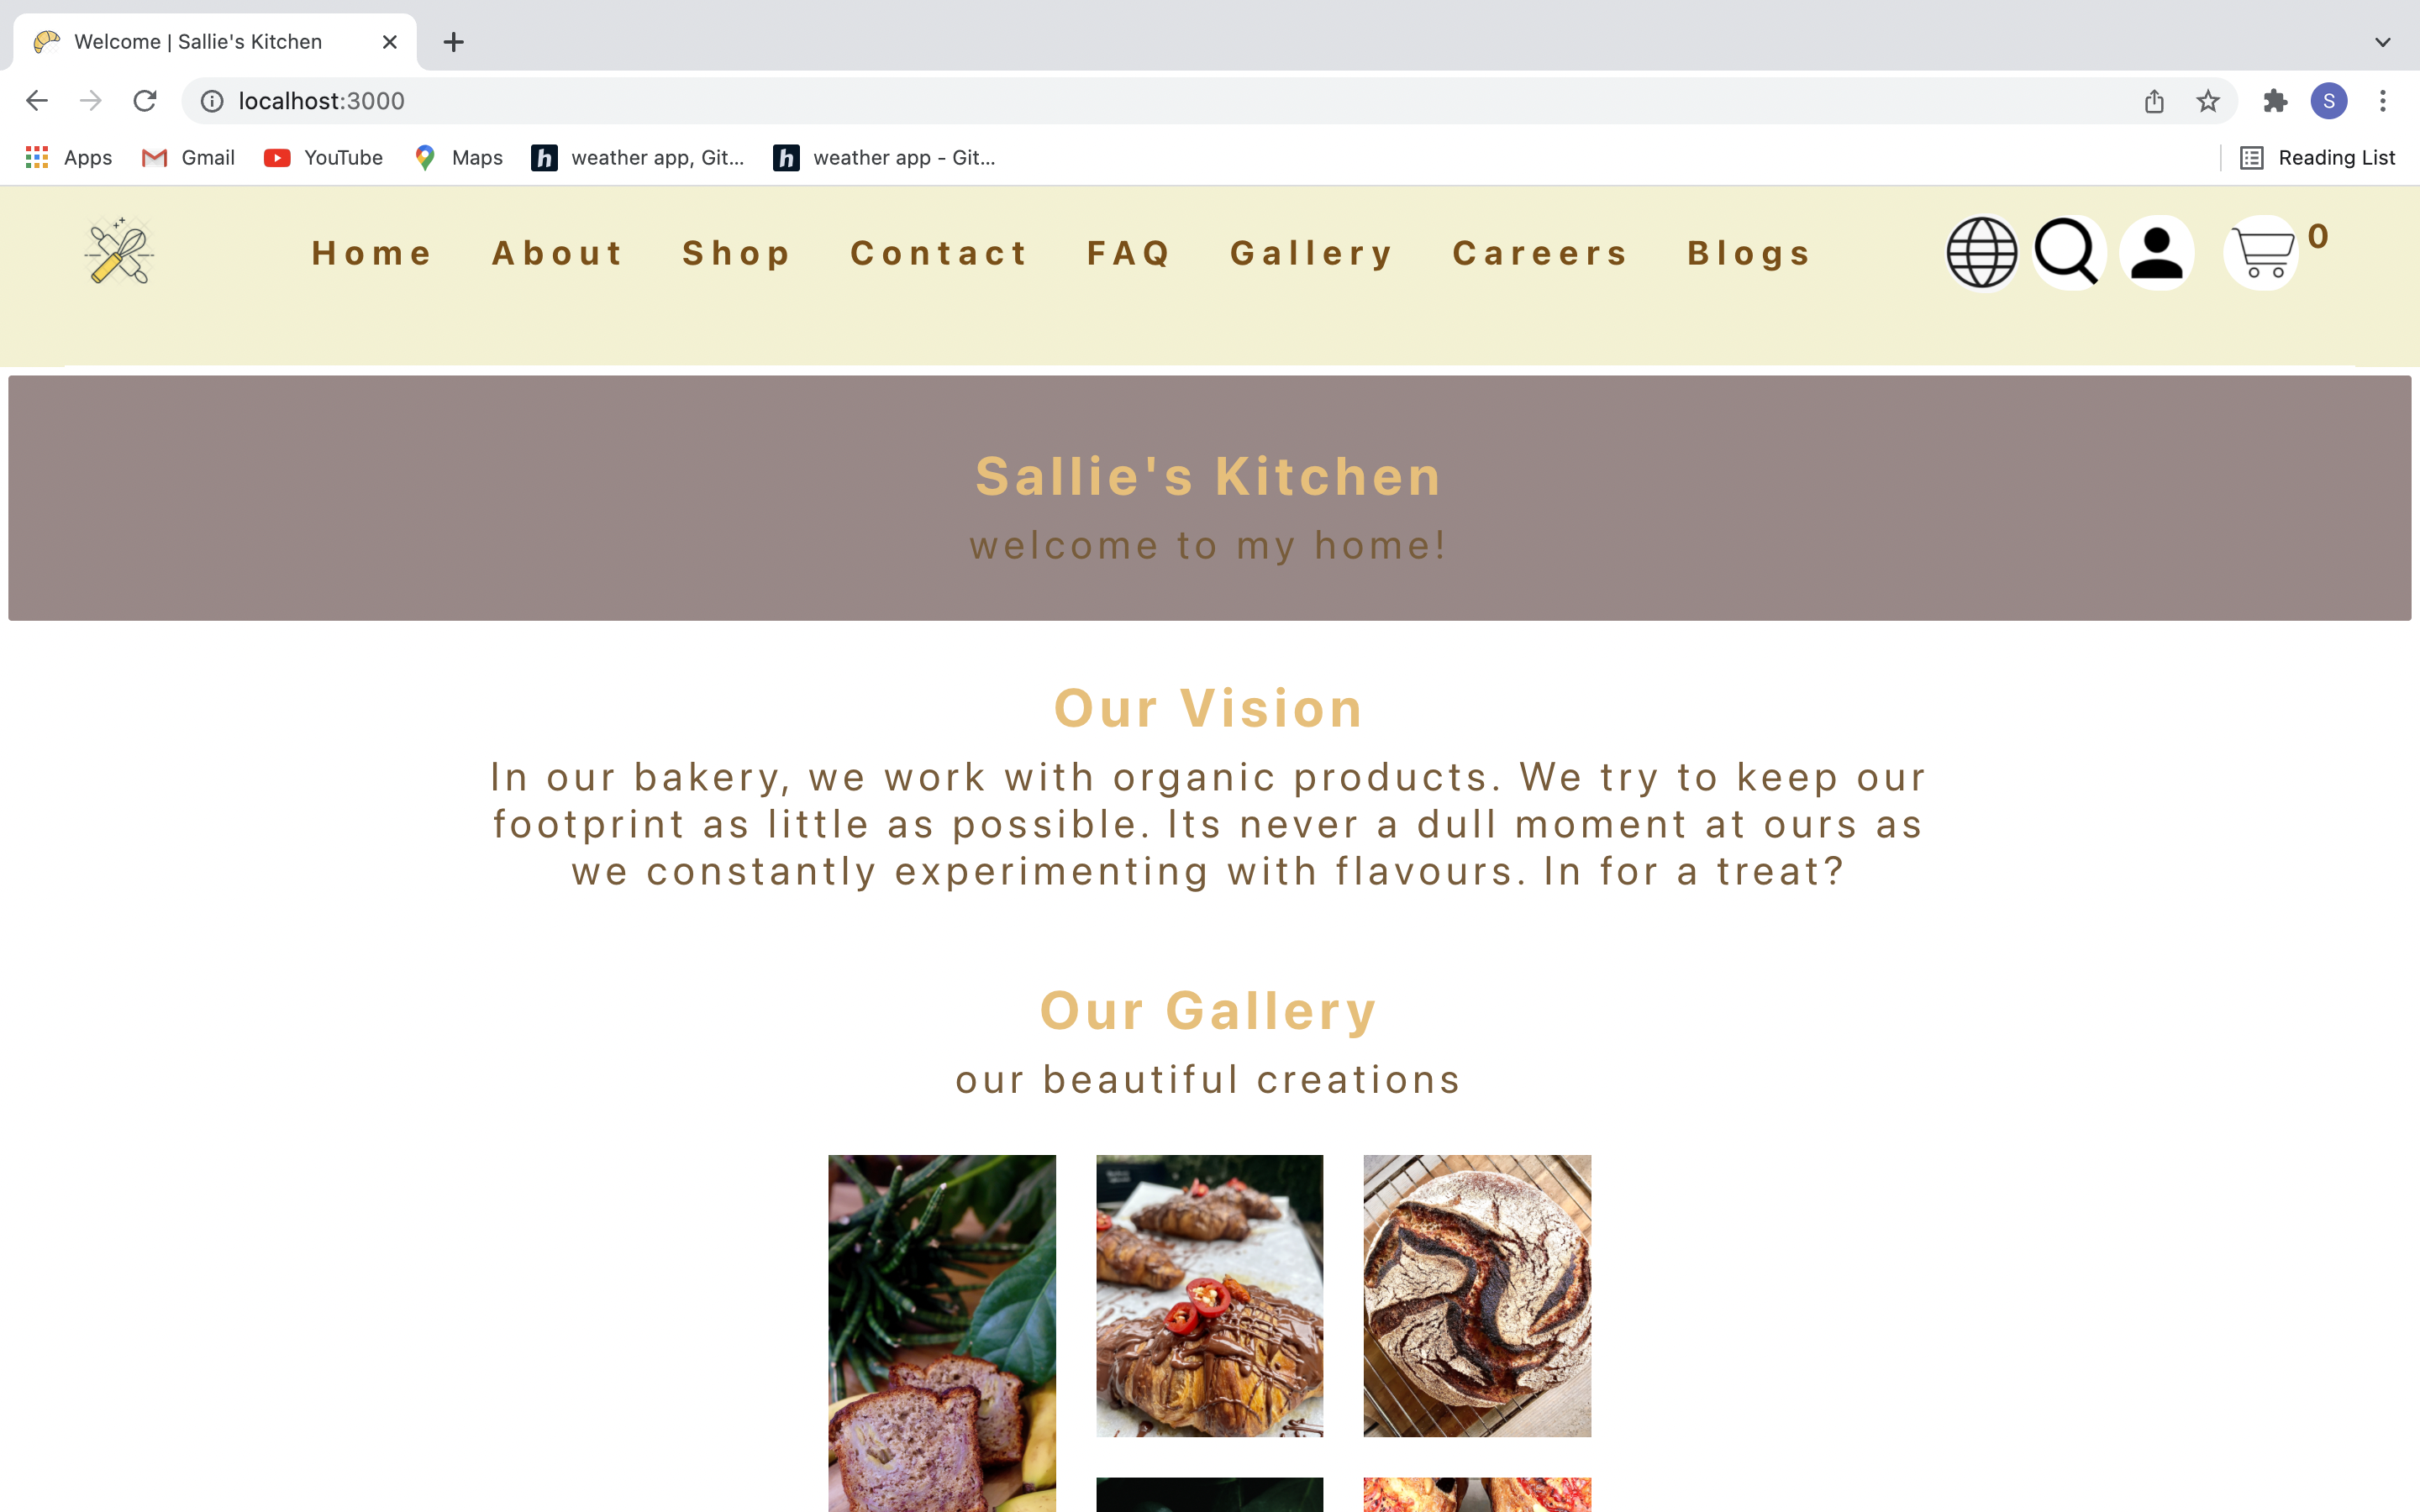 Welcome | Sallie's Kitchen
localhost:3000
S
Apps Gmail YouTube Maps h weather app, Git... h weather app - Git... Reading List
Home About Shop Contact FAQ Gallery Careers Blogs 0
Sallie's Kitchen
welcome to my home!
Our Vision
In our bakery, we work with organic products. We try to keep our
footprint as little as possible. Its never a dull moment at ours as
we constantly experimenting with flavours. In for a treat?
Our Gallery
our beautiful creations